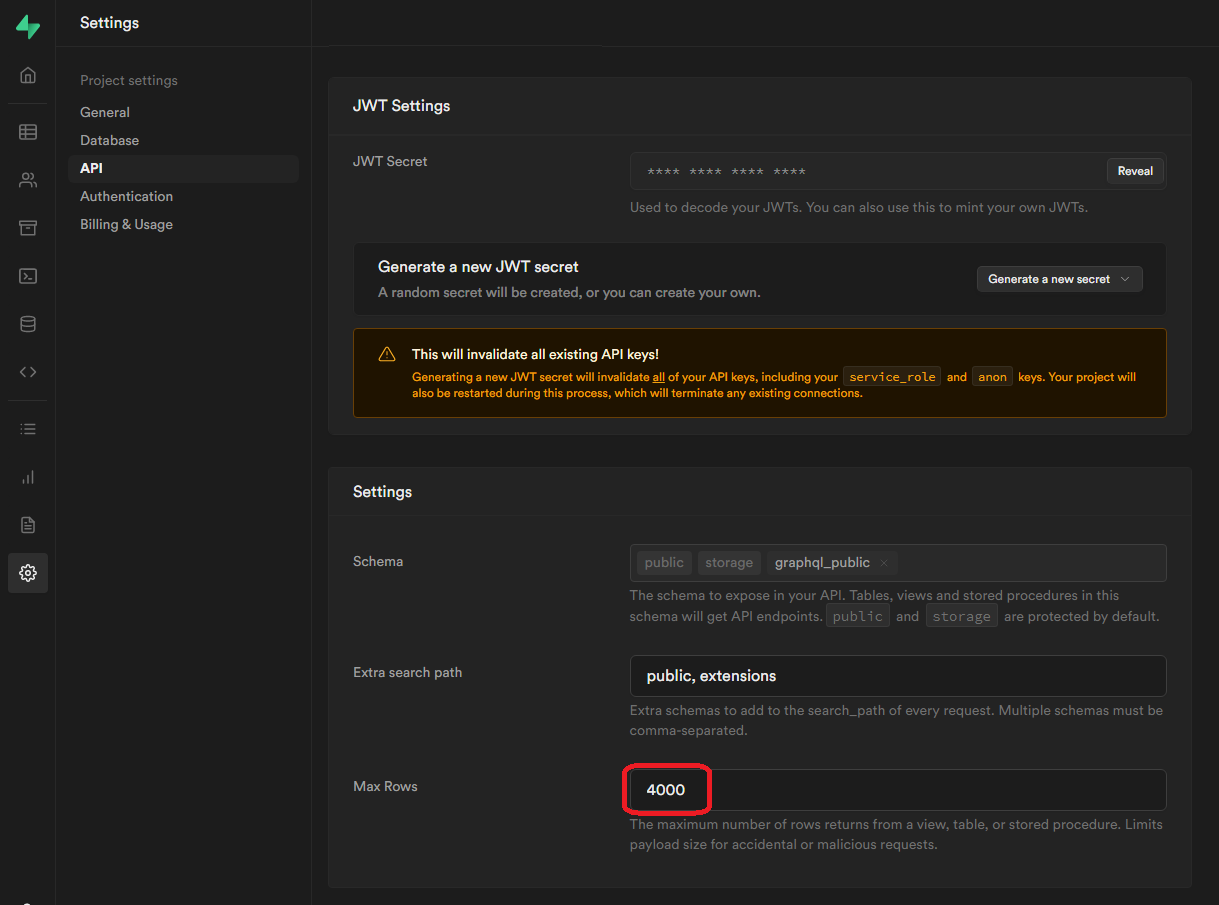 Settings
Project settings
General
Database
API
Authentication
Billing & Usage
JWT Settings
JWT Secret
**** **** **** ****
Reveal
Used to decode your JWTs. You can also use this to mint your own JWTs.
Generate a new JWT secret
A random secret will be created, or you can create your own.
Generate a new secret
This will invalidate all existing API keys!
Generating a new JWT secret will invalidate all of your API keys, including your service_role and anon keys. Your project will
also be restarted during this process, which will terminate any existing connections.
Settings
Schema
public storage graphql_public
The schema to expose in your API. Tables, views and stored procedures in this
schema will get API endpoints. public and storage are protected by default.
Extra search path
public, extensions
Extra schemas to add to the search_path of every request. Multiple schemas must be
comma-separated.
Max Rows
4000
The maximum number of rows returns from a view, table, or stored procedure. Limits
payload size for accidental or malicious requests.